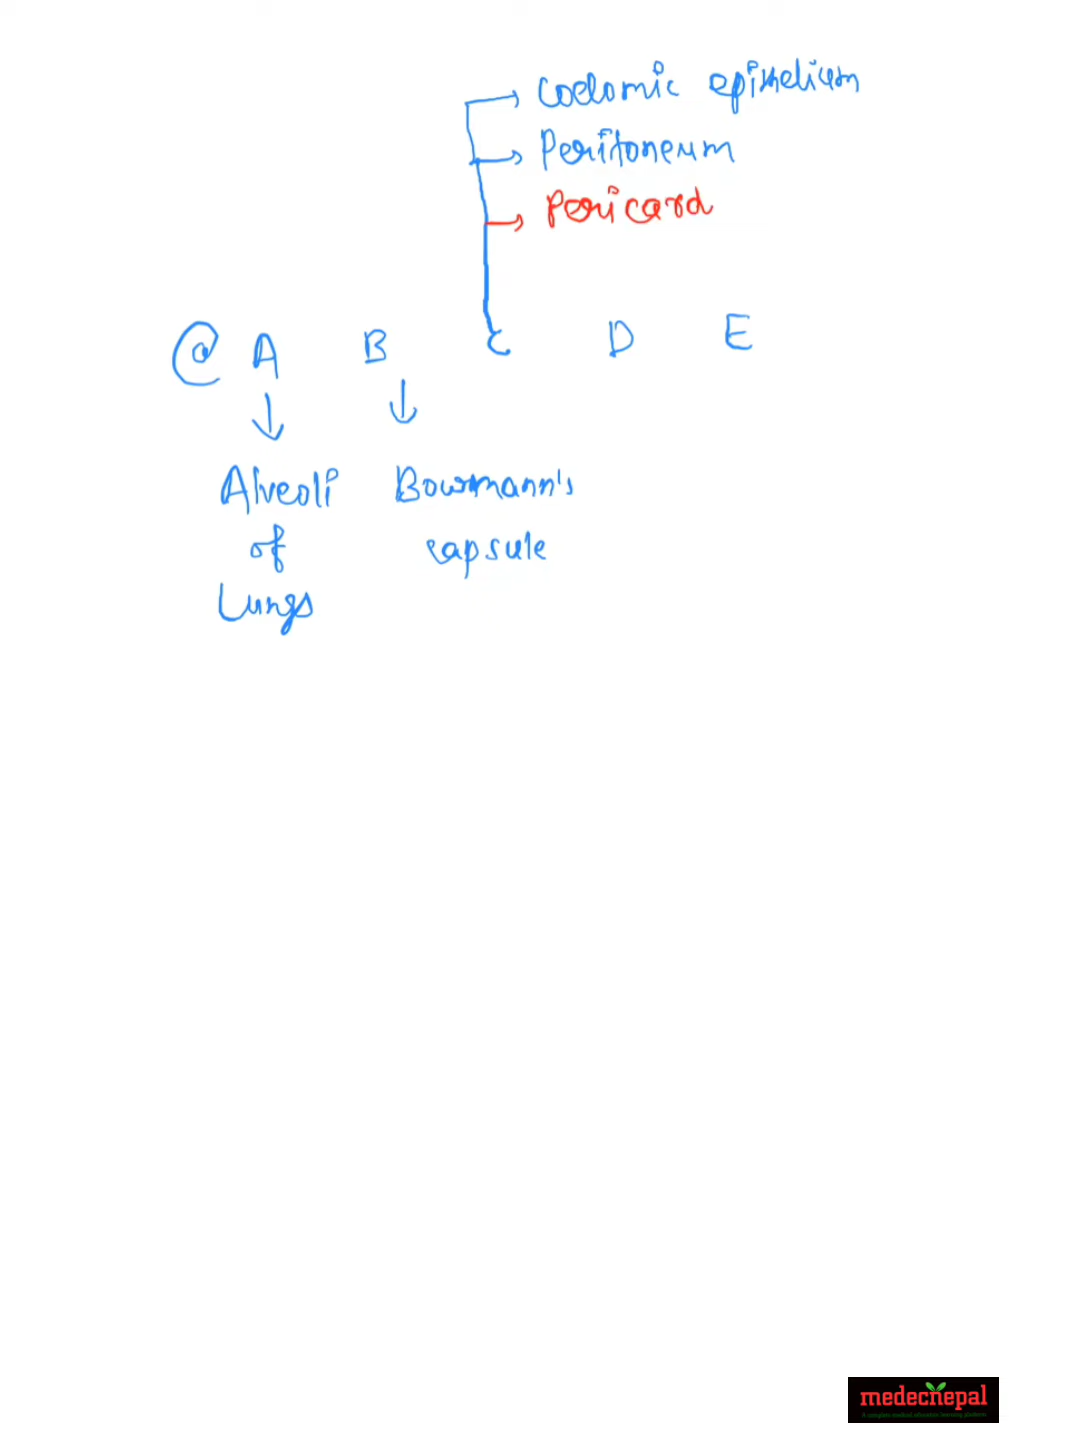 Coelomic epithelium
Peritoneum
Pericard
@ A B C D E
Alveoli Bowmann's
of capsule
Lungs
medecnepal